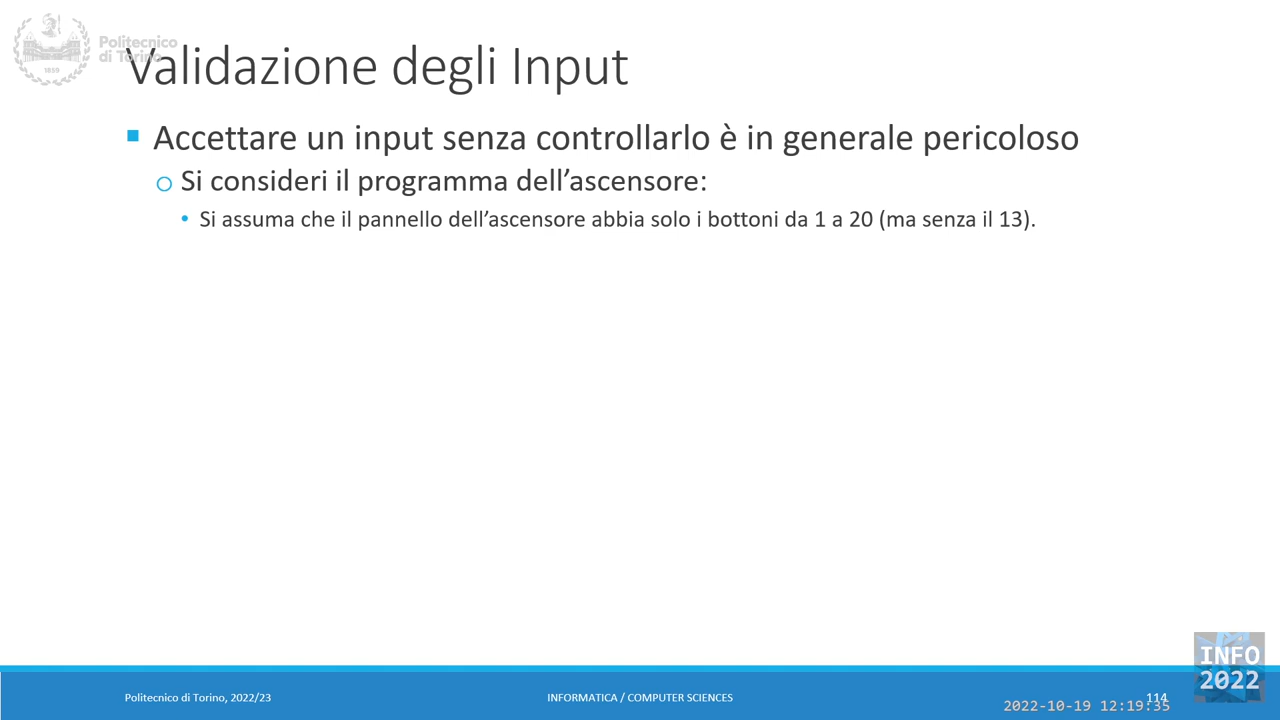 Politecnico
di Torino
1859
Validazione degli Input
Accettare un input senza controllarlo è in generale pericoloso
Si consideri il programma dell'ascensore:
Si assuma che il pannello dell'ascensore abbia solo i bottoni da 1 a 20 (ma senza il 13).
INFO
2022
Politecnico di Torino, 2022/23
INFORMATICA / COMPUTER SCIENCES
114
2022-10-19 12:19:35